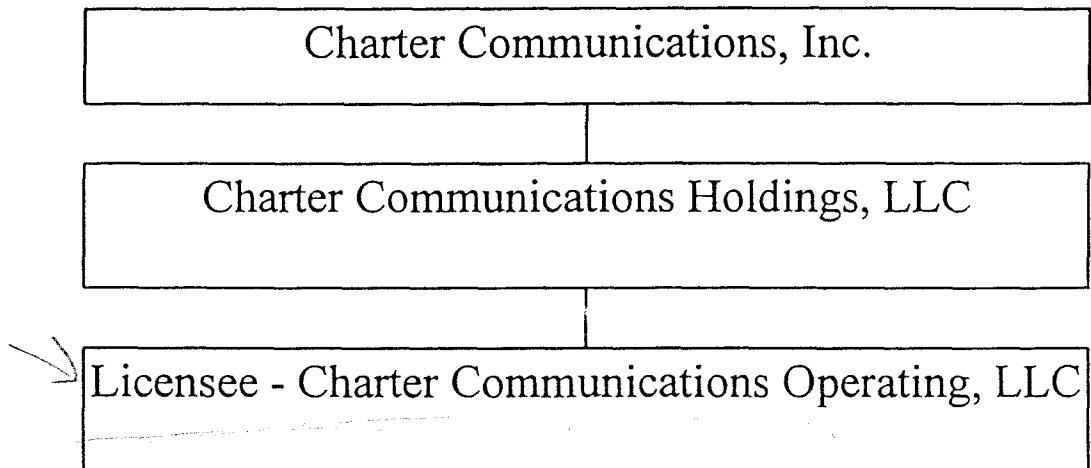 Charter Communications, Inc.
Charter Communications Holdings, LLC
Licensee - Charter Communications Operating, LLC